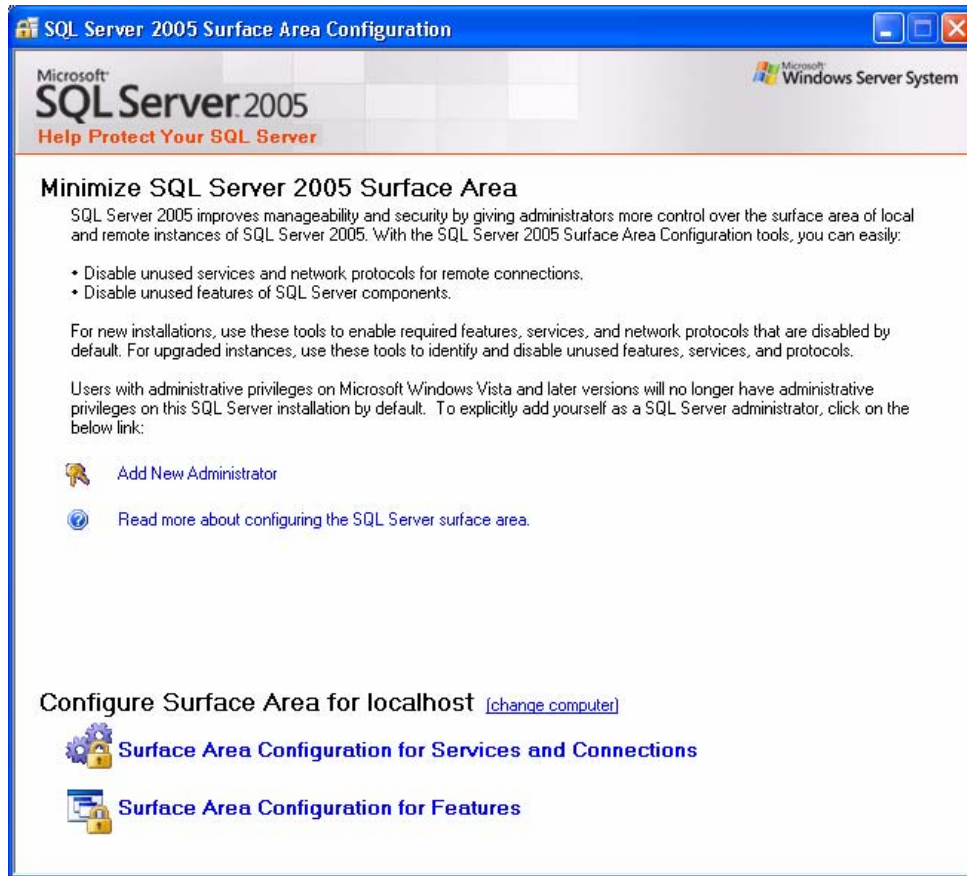 SQL Server 2005 Surface Area Configuration
Microsoft
SQL Server 2005
Help Protect Your SQL Server
Microsoft
Windows Server System
Minimize SQL Server 2005 Surface Area
SQL Server 2005 improves manageability and security by giving administrators more control over the surface area of local
and remote instances of SQL Server 2005. With the SQL Server 2005 Surface Area Configuration tools, you can easily:
• Disable unused services and network protocols for remote connections.
• Disable unused features of SQL Server components.
For new installations, use these tools to enable required features, services, and network protocols that are disabled by
default. For upgraded instances, use these tools to identify and disable unused features, services, and protocols.
Users with administrative privileges on Microsoft Windows Vista and later versions will no longer have administrative
privileges on this SQL Server installation by default. To explicitly add yourself as a SQL Server administrator, click on the
below link:
Add New Administrator
Read more about configuring the SQL Server surface area.
Configure Surface Area for localhost (change computer)
Surface Area Configuration for Services and Connections
Surface Area Configuration for Features